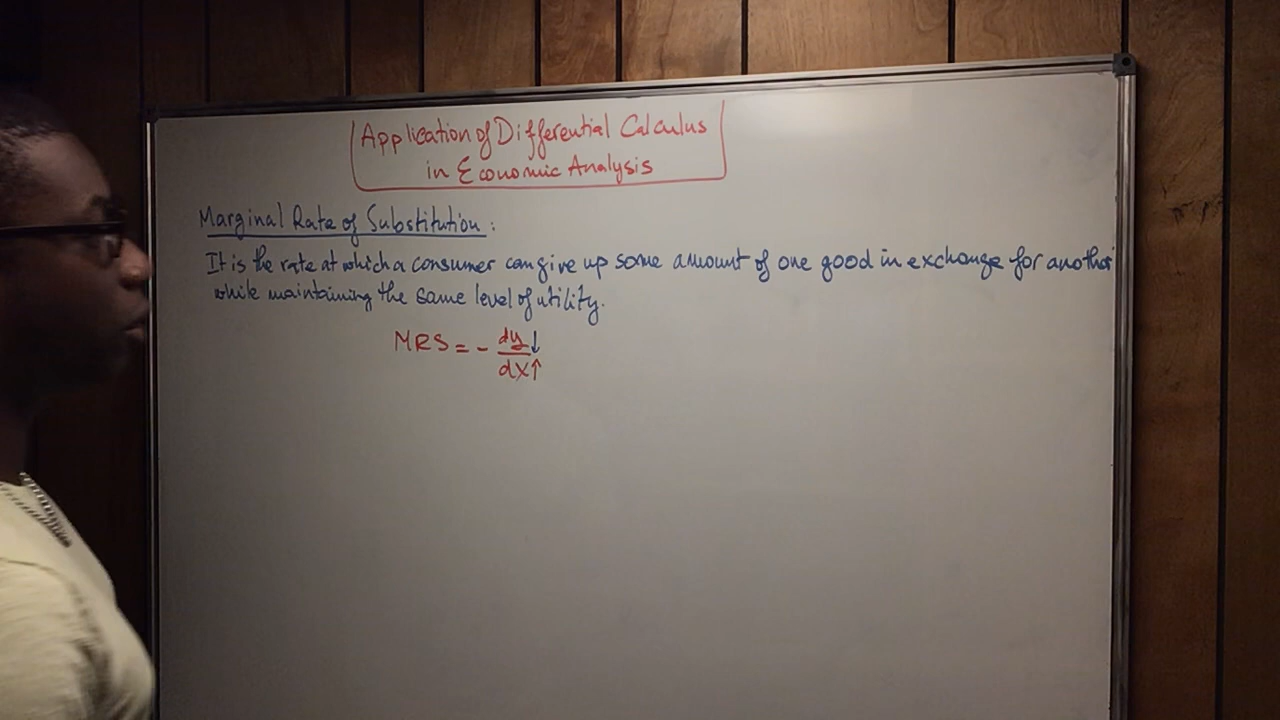 Application of Differential Calculus
in Economic Analysis
Marginal Rate of Substitution:
It is the rate at which a consumer can give up some amount of one good in exchange for another
while maintaining the same level of utility.
MRS = - dy↓
dx↑